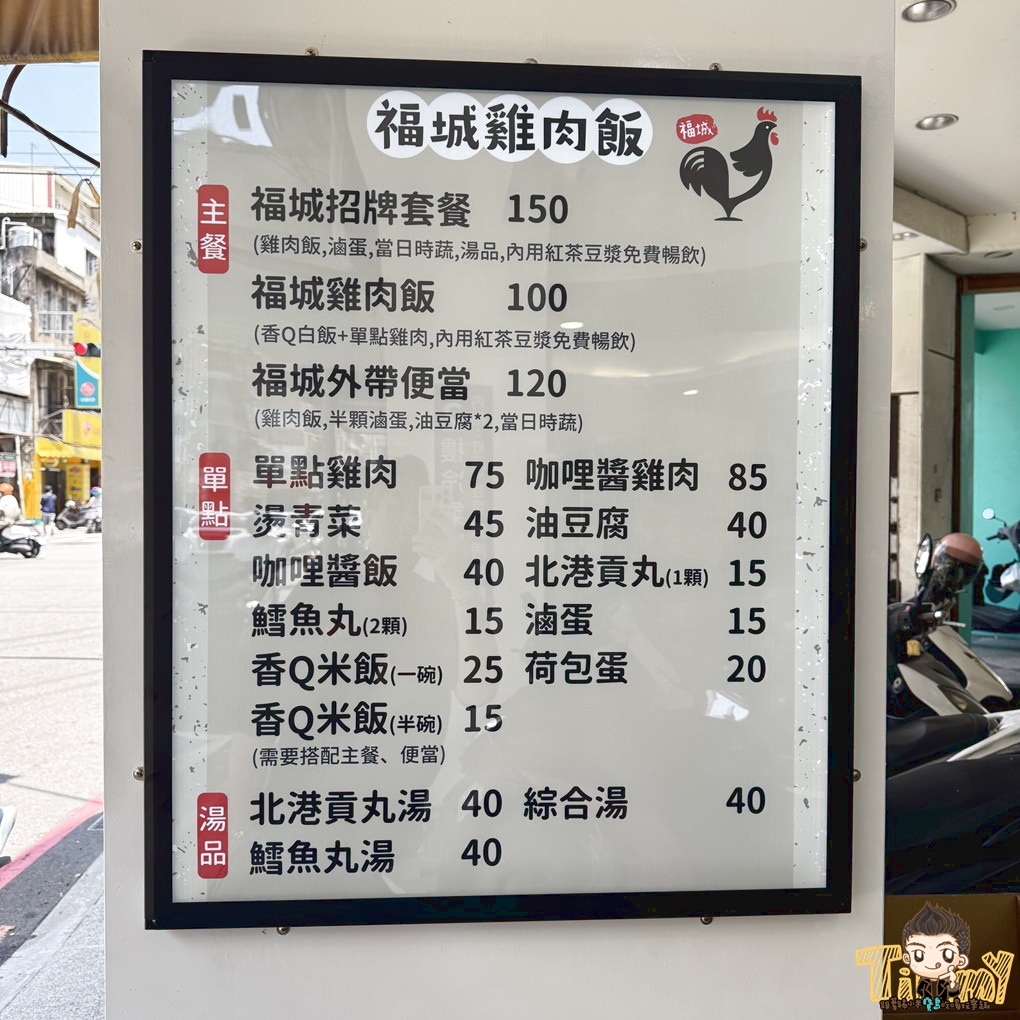 福城雞肉飯
福城
主餐
福城招牌套餐 150
(雞肉飯,滷蛋,當日時蔬,湯品,內用紅茶豆漿免費暢飲)
福城雞肉飯 100
(香Q白飯+單點雞肉,內用紅茶豆漿免費暢飲)
福城外帶便當 120
(雞肉飯,半顆滷蛋,油豆腐*2,當日時蔬)
單點
單點雞肉 75 咖哩醬雞肉 85
燙青菜 45 油豆腐 40
咖哩醬飯 40 北港貢丸(1顆) 15
鱈魚丸(2顆) 15 滷蛋 15
香Q米飯(一碗) 25 荷包蛋 20
香Q米飯(半碗) 15
(需要搭配主餐、便當)
湯品
北港貢丸湯 40 綜合湯 40
鱈魚丸湯 40
Timmy